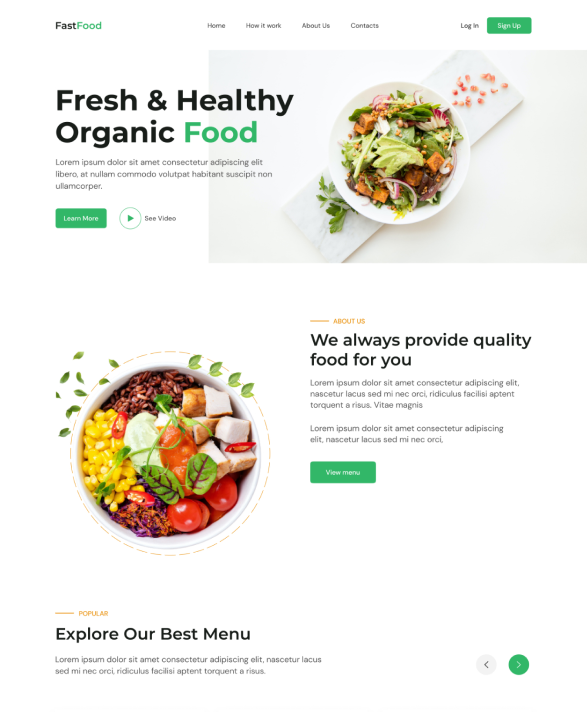 FastFood
Home How it work About Us Contacts Log In Sign Up
Fresh & Healthy
Organic Food
Lorem ipsum dolor sit amet consectetur adipiscing elit
libero, at nullam commodo volutpat habitant suscipit non
ullamcorper.
Learn More See Video
ABOUT US
We always provide quality
food for you
Lorem ipsum dolor sit amet consectetur adipiscing elit,
nascetur lacus sed mi nec orci, ridiculus facilisi aptent
torquent a risus. Vitae magnis
Lorem ipsum dolor sit amet consectetur adipiscing
elit, nascetur lacus sed mi nec orci,
View menu
POPULAR
Explore Our Best Menu
Lorem ipsum dolor sit amet consectetur adipiscing elit, nascetur lacus
sed mi nec orci, ridiculus facilisi aptent torquent a risus.